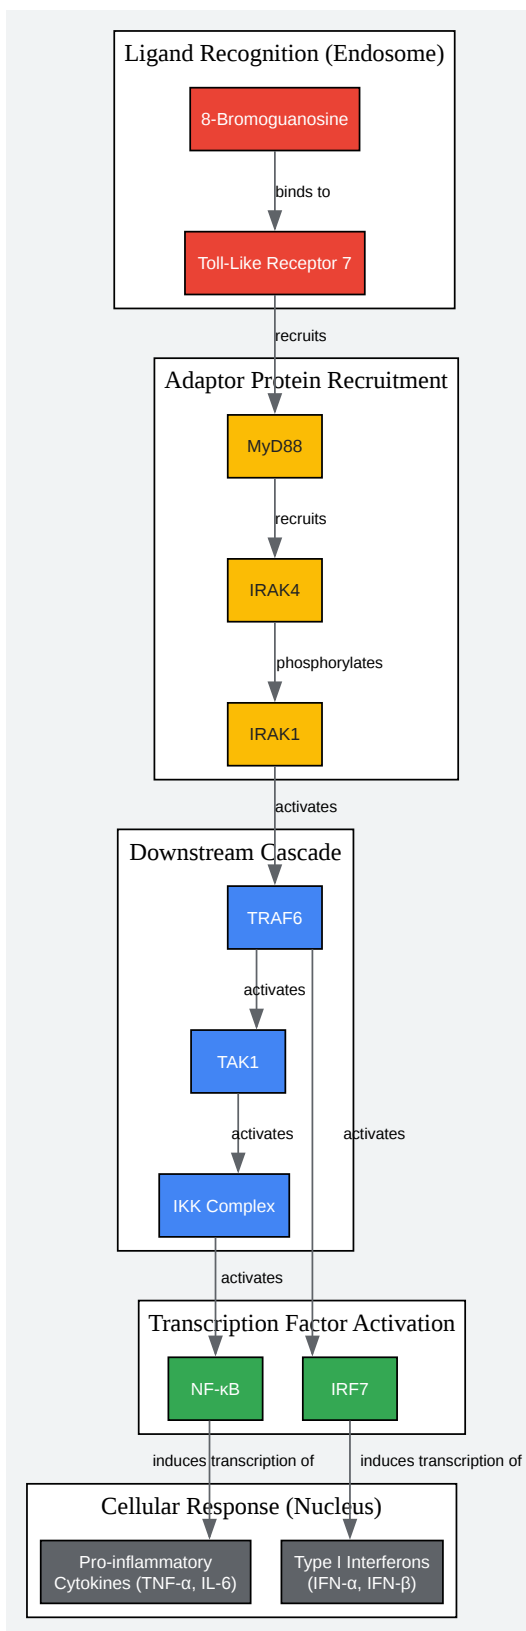 Ligand Recognition (Endosome)
8-Bromoguanosine
binds to
Toll-Like Receptor 7
recruits
Adaptor Protein Recruitment
MyD88
recruits
IRAK4
phosphorylates
IRAK1
activates
Downstream Cascade
TRAF6
activates
TAK1
activates
activates
IKK Complex
activates
Transcription Factor Activation
NF-κB
IRF7
induces transcription of
induces transcription of
Cellular Response (Nucleus)
Pro-inflammatory
Cytokines (TNF-α, IL-6)
Type I Interferons
(IFN-α, IFN-β)